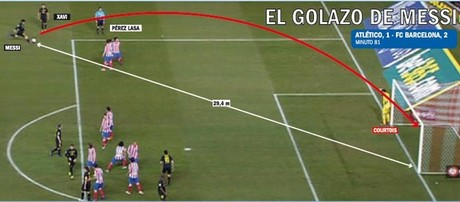 EL GOLAZO DE MESSI
ATLÉTICO, 1 - FC BARCELONA, 2
MINUTO 81
XAVI
PÉREZ LASA
MESSI
29,4 m
COURTOIS